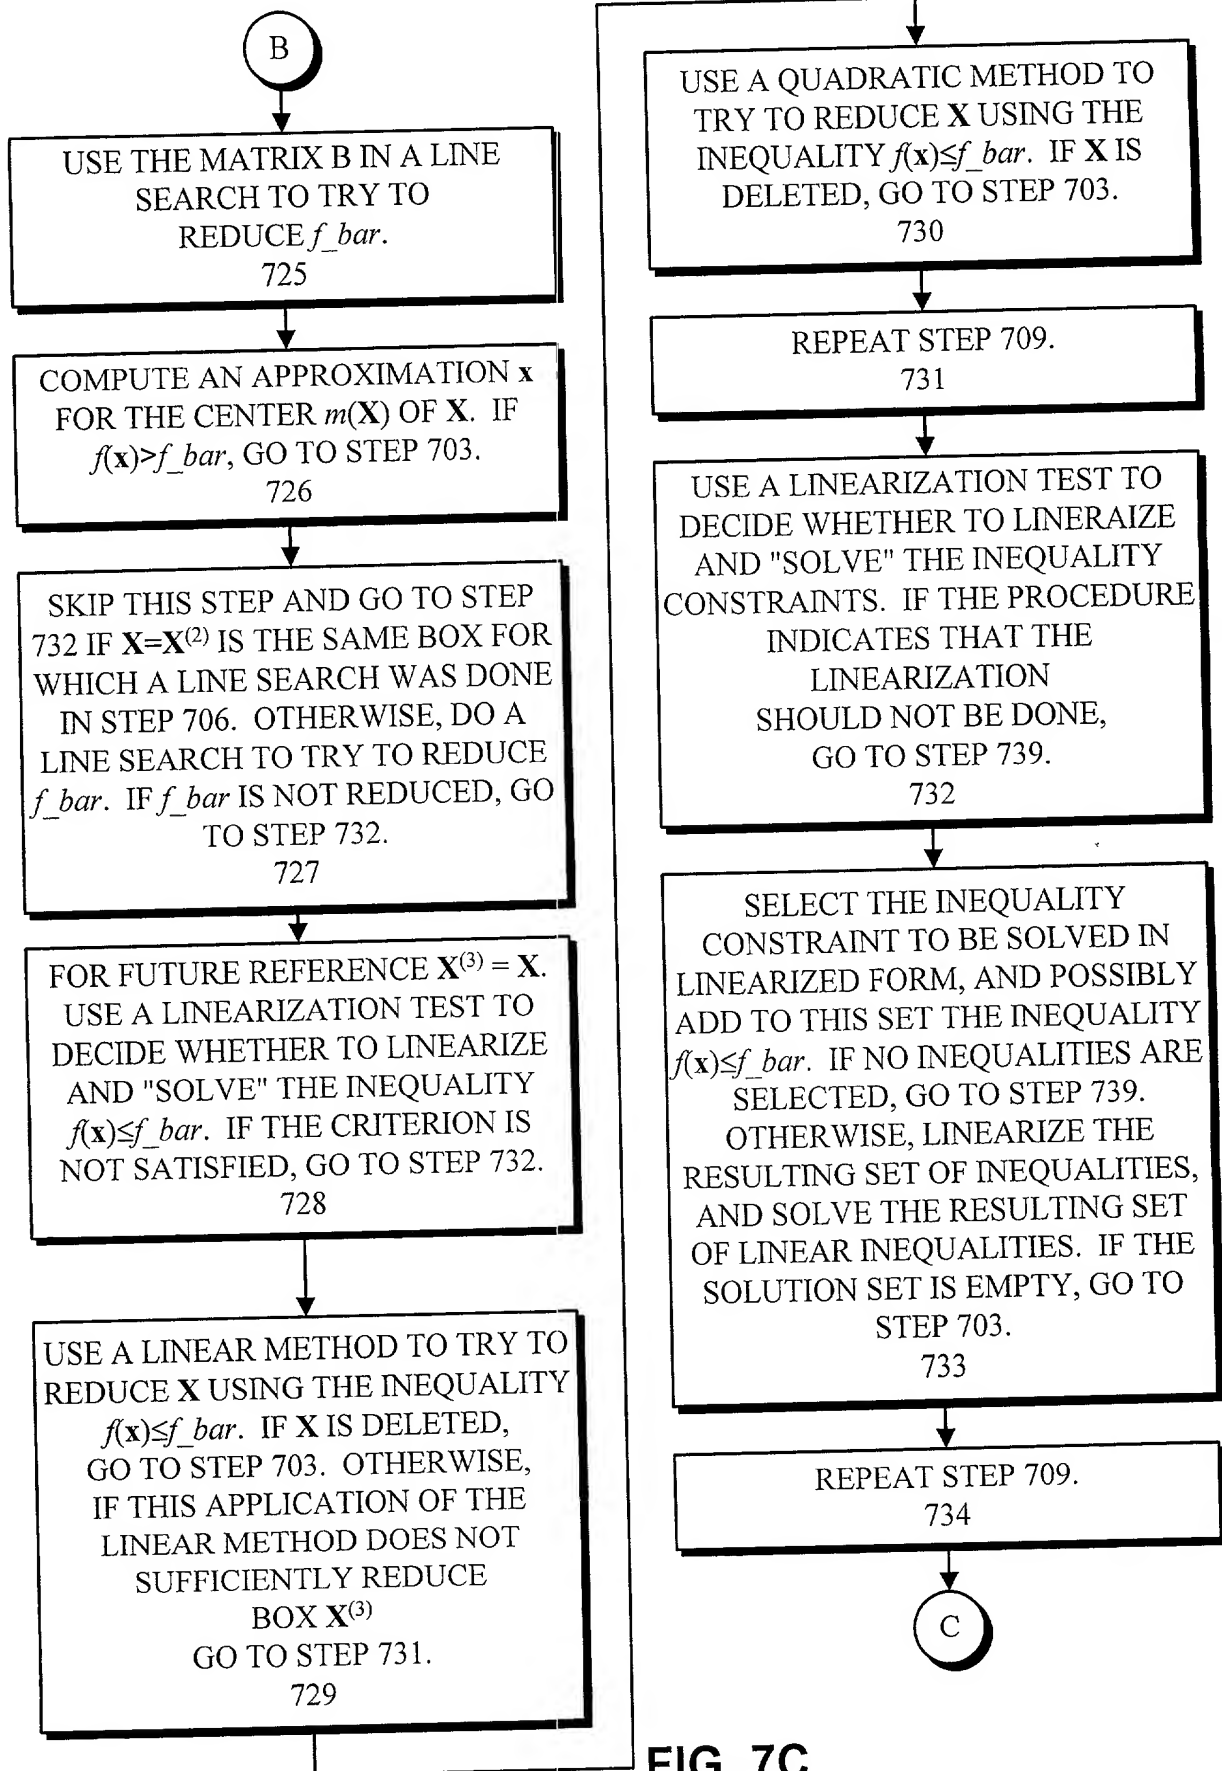 B
USE THE MATRIX B IN A LINE
SEARCH TO TRY TO
REDUCE f_bar.
725
COMPUTE AN APPROXIMATION x
FOR THE CENTER m(X) OF X. IF
f(x)>f_bar, GO TO STEP 703.
726
SKIP THIS STEP AND GO TO STEP
732 IF X=X(2) IS THE SAME BOX FOR
WHICH A LINE SEARCH WAS DONE
IN STEP 706. OTHERWISE, DO A
LINE SEARCH TO TRY TO REDUCE
f_bar. IF f_bar IS NOT REDUCED, GO
TO STEP 732.
727
FOR FUTURE REFERENCE X(3) = X.
USE A LINEARIZATION TEST TO
DECIDE WHETHER TO LINEARIZE
AND "SOLVE" THE INEQUALITY
f(x)≤f_bar. IF THE CRITERION IS
NOT SATISFIED, GO TO STEP 732.
728
USE A LINEAR METHOD TO TRY TO
REDUCE X USING THE INEQUALITY
f(x)≤f_bar. IF X IS DELETED,
GO TO STEP 703. OTHERWISE,
IF THIS APPLICATION OF THE
LINEAR METHOD DOES NOT
SUFFICIENTLY REDUCE
BOX X(3)
GO TO STEP 731.
729
USE A QUADRATIC METHOD TO
TRY TO REDUCE X USING THE
INEQUALITY f(x)≤f_bar. IF X IS
DELETED, GO TO STEP 703.
730
REPEAT STEP 709.
731
USE A LINEARIZATION TEST TO
DECIDE WHETHER TO LINERAIZE
AND "SOLVE" THE INEQUALITY
CONSTRAINTS. IF THE PROCEDURE
INDICATES THAT THE
LINEARIZATION
SHOULD NOT BE DONE,
GO TO STEP 739.
732
SELECT THE INEQUALITY
CONSTRAINT TO BE SOLVED IN
LINEARIZED FORM, AND POSSIBLY
ADD TO THIS SET THE INEQUALITY
f(x)≤f_bar. IF NO INEQUALITIES ARE
SELECTED, GO TO STEP 739.
OTHERWISE, LINEARIZE THE
RESULTING SET OF INEQUALITIES,
AND SOLVE THE RESULTING SET
OF LINEAR INEQUALITIES. IF THE
SOLUTION SET IS EMPTY, GO TO
STEP 703.
733
REPEAT STEP 709.
734
C
FIG. 7C